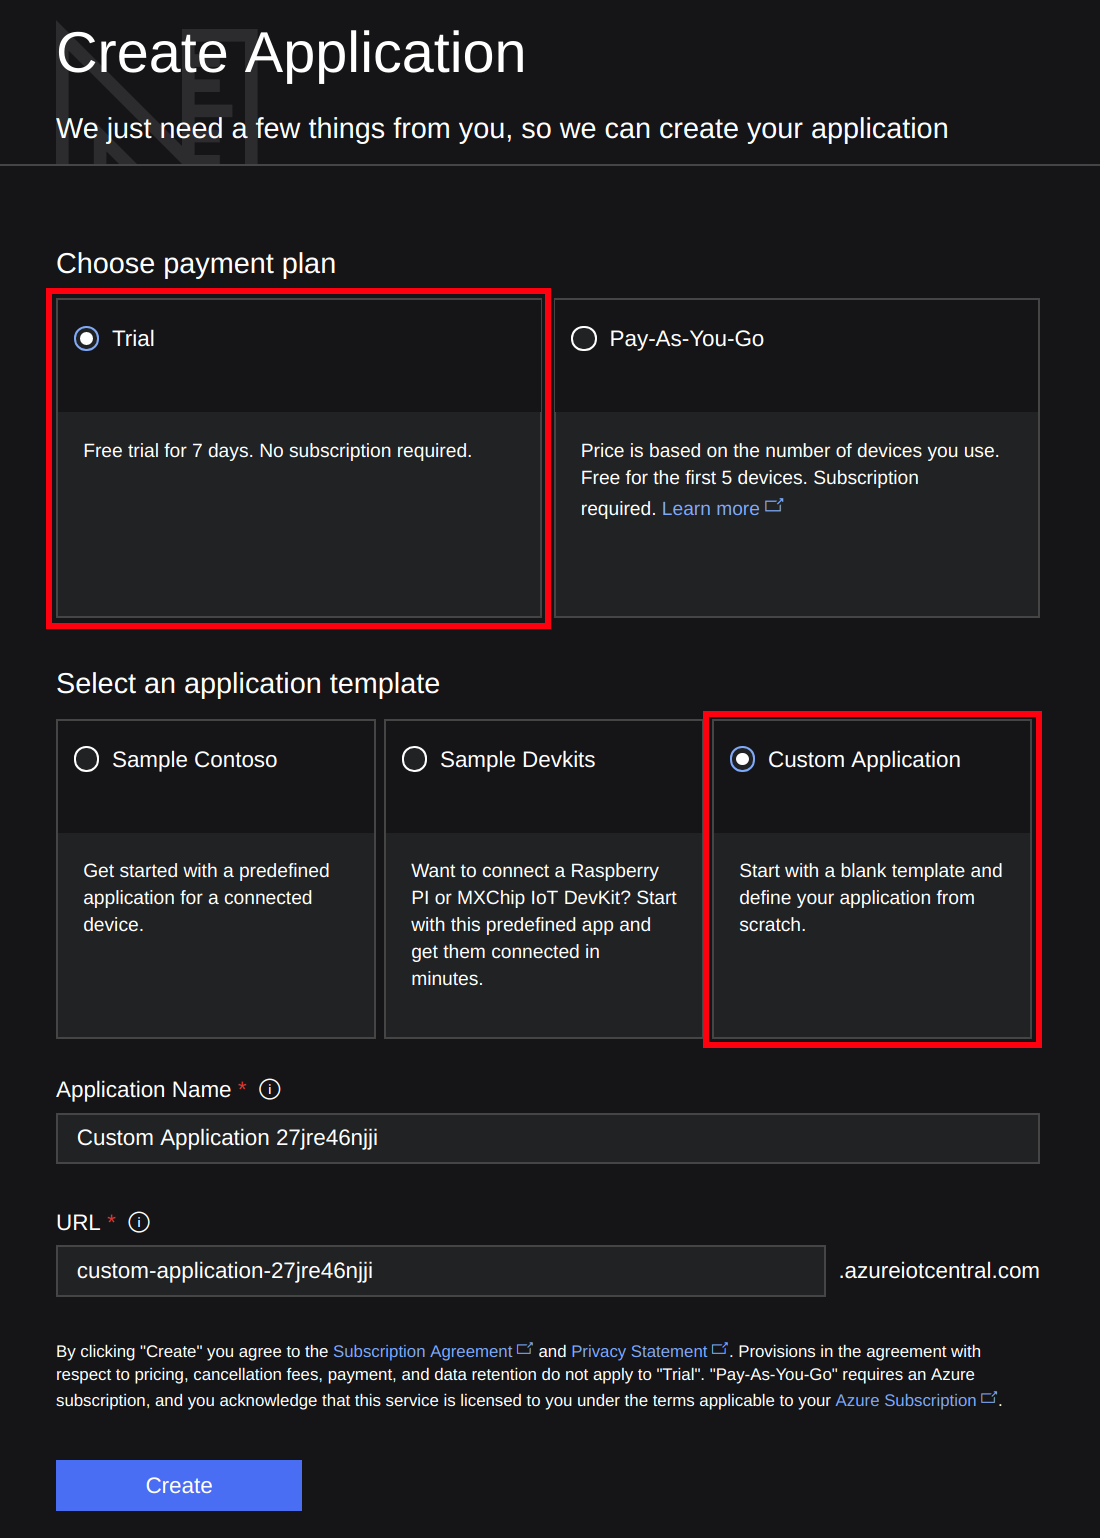 Create Application
We just need a few things from you, so we can create your application
Choose payment plan
Trial
Free trial for 7 days. No subscription required.
Pay-As-You-Go
Price is based on the number of devices you use.
Free for the first 5 devices. Subscription
required. Learn more
Select an application template
Sample Contoso
Get started with a predefined
application for a connected
device.
Sample Devkits
Want to connect a Raspberry
PI or MXChip IoT DevKit? Start
with this predefined app and
get them connected in
minutes.
Custom Application
Start with a blank template and
define your application from
scratch.
Application Name *
Custom Application 27jre46njji
URL *
custom-application-27jre46njji .azureiotcentral.com
By clicking "Create" you agree to the Subscription Agreement and Privacy Statement. Provisions in the agreement with
respect to pricing, cancellation fees, payment, and data retention do not apply to "Trial". "Pay-As-You-Go" requires an Azure
subscription, and you acknowledge that this service is licensed to you under the terms applicable to your Azure Subscription.
Create